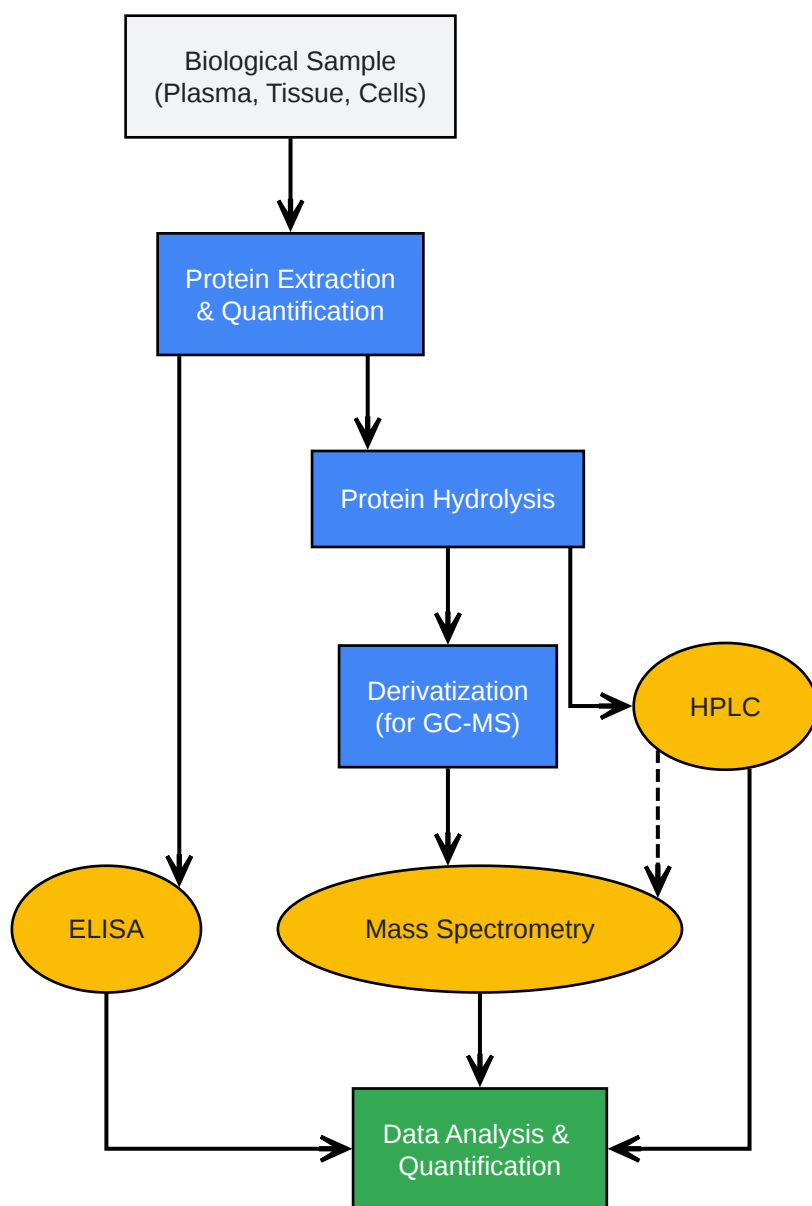 Biological Sample
(Plasma, Tissue, Cells)
Protein Extraction
& Quantification
Protein Hydrolysis
Derivatization
(for GC-MS)
HPLC
ELISA
Mass Spectrometry
Data Analysis &
Quantification